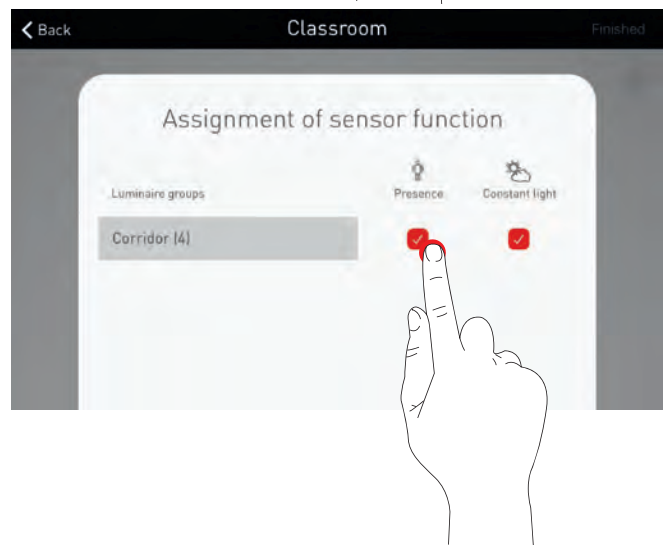 Back Classroom Finished
Assignment of sensor function
Luminaire groups Presence Constant light
Corridor (4)